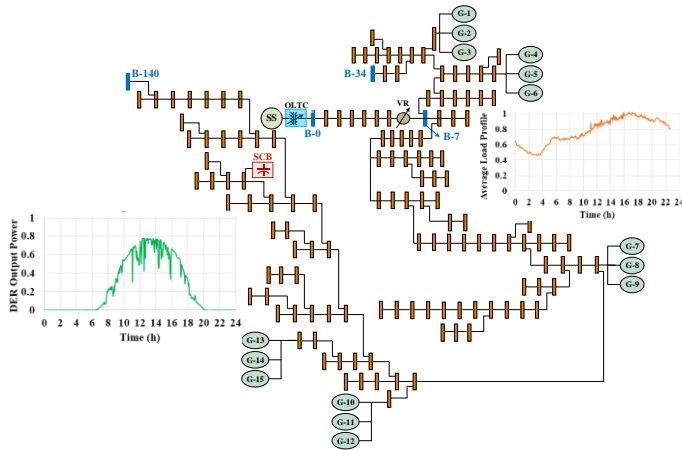 G-1
G-2
G-3
G-4
G-5
G-6
B-34
B-140
OLTC
SS
B-0
VR
B-7
SCB
Average Load Profile
1
0.8
0.6
0.4
0.2
0
0 2 4 6 8 10 12 14 16 18 20 22 24
Time (h)
DER Output Power
1
0.8
0.6
0.4
0.2
0
0 2 4 6 8 10 12 14 16 18 20 22 24
Time (h)
G-7
G-8
G-9
G-13
G-14
G-15
G-10
G-11
G-12